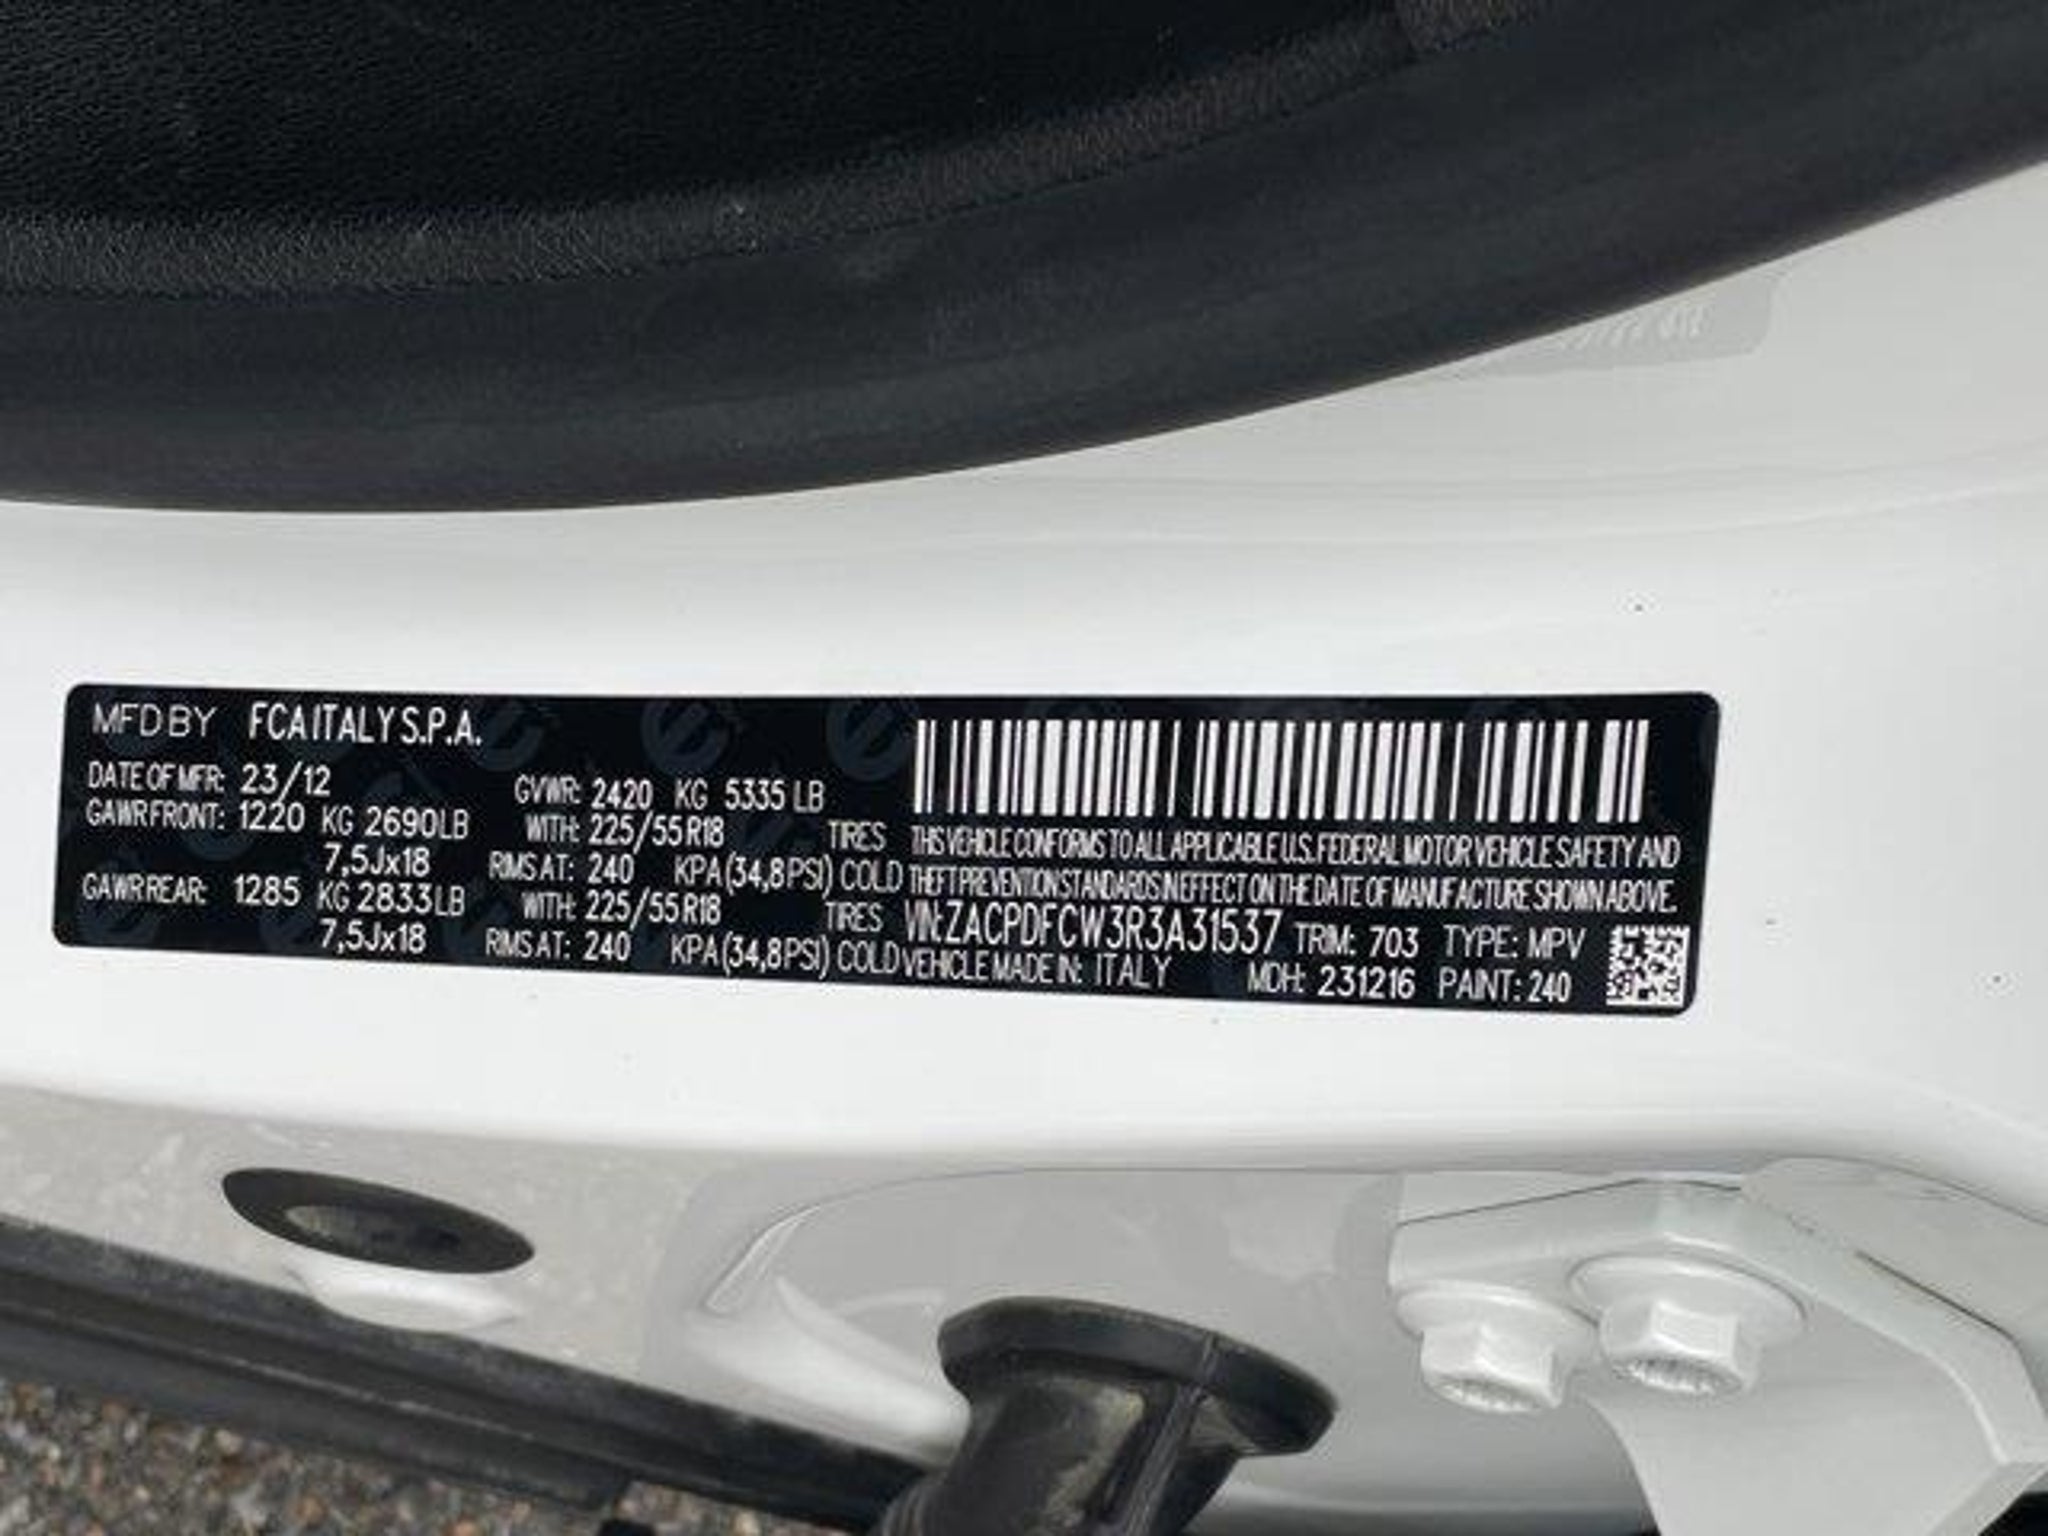 MFD BY FCA ITALY S.P.A.
DATE OF MFR: 23/12 GVWR: 2420 KG 5335 LB
GAWR FRONT: 1220 KG 2690 LB WITH: 225/55 R18 TIRES
7,5Jx18 RIMS AT: 240 KPA (34,8 PSI) COLD
GAWR REAR: 1285 KG 2833 LB WITH: 225/55 R18 TIRES
7,5Jx18 RIMS AT: 240 KPA (34,8 PSI) COLD
THIS VEHICLE CONFORMS TO ALL APPLICABLE U.S. FEDERAL MOTOR VEHICLE SAFETY AND
THEFT PREVENTION STANDARDS IN EFFECT ON THE DATE OF MANUFACTURE SHOWN ABOVE.
VIN: ZACPDFCW3R3A31537 TRIM: 703 TYPE: MPV
VEHICLE MADE IN: ITALY MDH: 231216 PAINT: 240